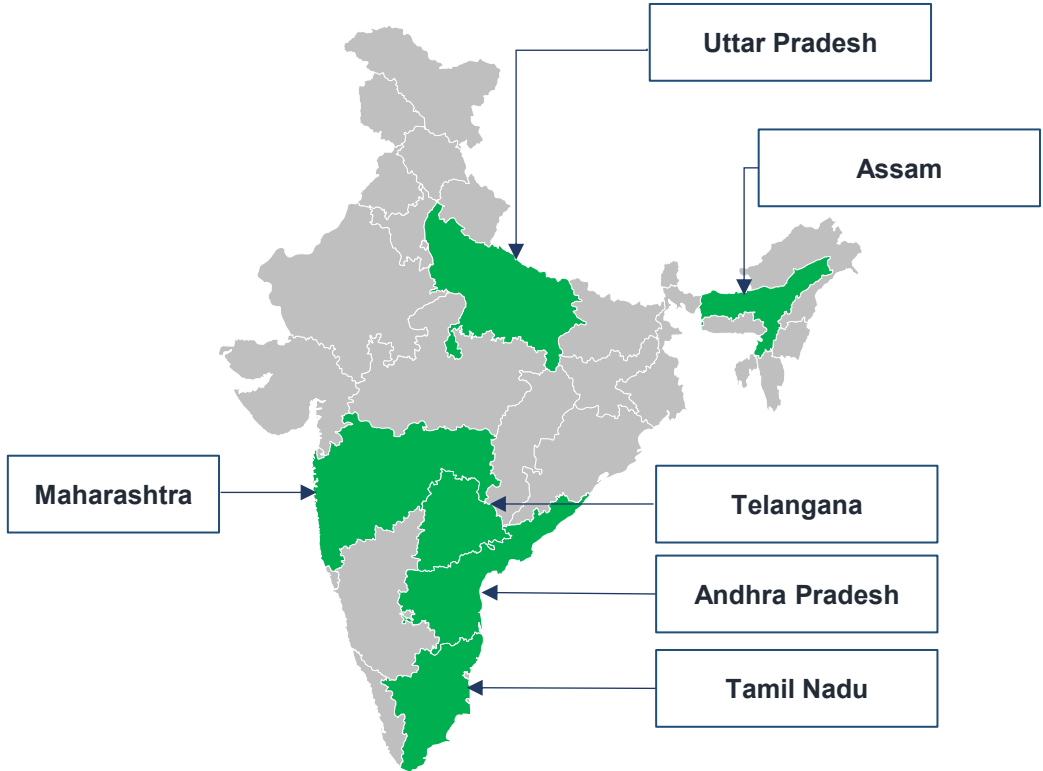 Uttar Pradesh
Assam
Maharashtra
Telangana
Andhra Pradesh
Tamil Nadu